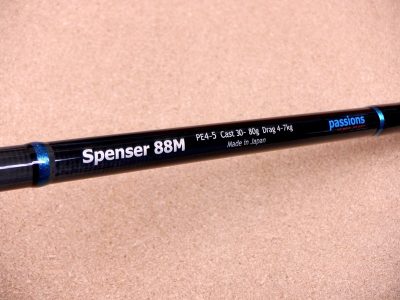 Spenser 88M
PE4-5 Cast 30- 80g Drag 4-7kg
Made in Japan
passions